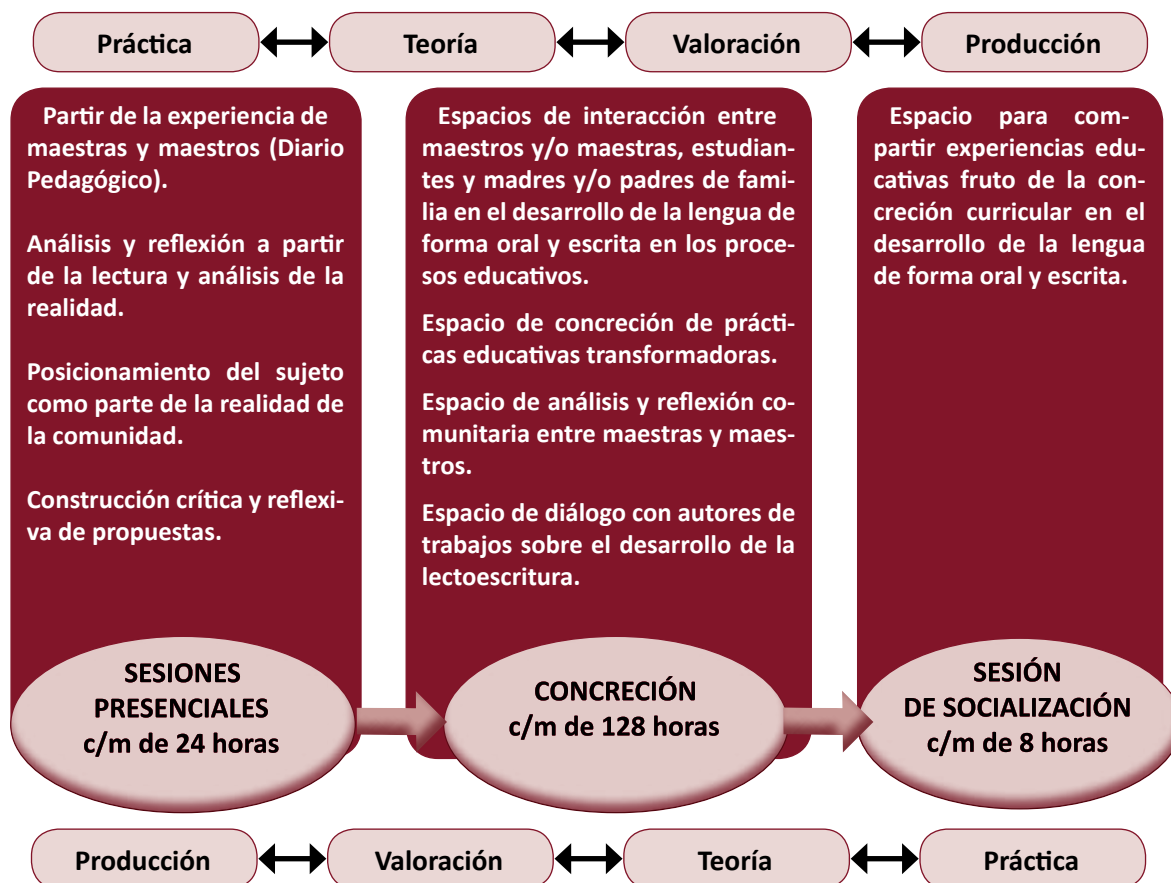 Práctica
Teoría
Valoración
Producción
Partir de la experiencia de
maestras y maestros (Diario
Pedagógico).
Análisis y reflexión a partir
de la lectura y análisis de la
realidad.
Posicionamiento del sujeto
como parte de la realidad de
la comunidad.
Construcción crítica y reflexi-
va de propuestas.
SESIONES
PRESENCIALES
c/m de 24 horas
Espacios de interacción entre
maestros y/o maestras, estudian-
tes y madres y/o padres de fami-
lia en el desarrollo de la lengua de
forma oral y escrita en los proce-
sos educativos.
Espacio de concreción de prácti-
cas educativas transformadoras.
Espacio de análisis y reflexión co-
munitaria entre maestras y maes-
tros.
Espacio de diálogo con autores de
trabajos sobre el desarrollo de la
lectoescritura.
CONCRECIÓN
c/m de 128 horas
Espacio para com-
partir experiencias edu-
cativas fruto de la con-
creción curricular en el
desarrollo de la lengua
de forma oral y escrita.
SESIÓN
DE SOCIALIZACIÓN
c/m de 8 horas
Producción
Valoración
Teoría
Práctica